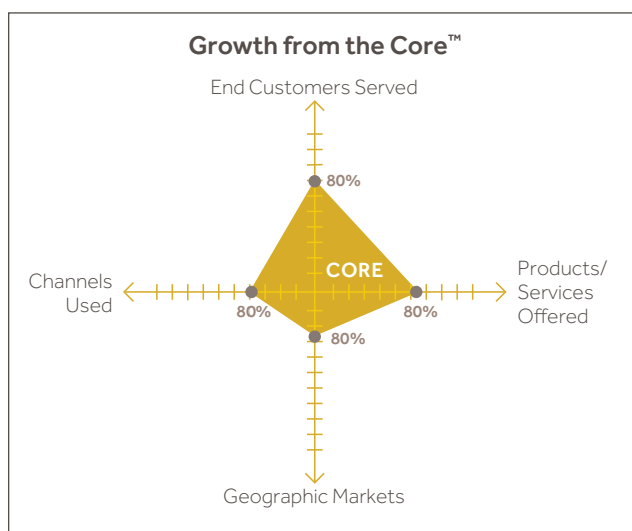 Growth from the Core™
End Customers Served
80%
CORE
Channels
Used
Products/
Services
Offered
80%
80%
80%
Geographic Markets